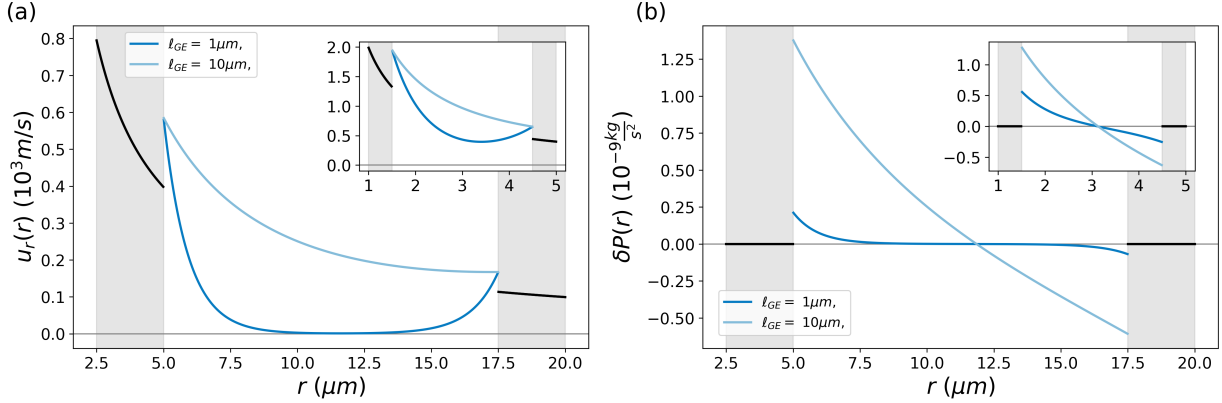 (a)
u_r(r) (10^3 m/s)
0.8
0.7
0.6
0.5
0.4
0.3
0.2
0.1
0.0
ℓ_GE = 1μm,
ℓ_GE = 10μm,
2.0
1.5
1.0
0.5
0.0
1 2 3 4 5
2.5 5.0 7.5 10.0 12.5 15.0 17.5 20.0
r (μm)
(b)
δP(r) (10^{-9} \frac{kg}{s^2})
1.25
1.00
0.75
0.50
0.25
0.00
−0.25
−0.50
1.0
0.5
0.0
−0.5
1 2 3 4 5
ℓ_GE = 1μm,
ℓ_GE = 10μm,
2.5 5.0 7.5 10.0 12.5 15.0 17.5 20.0
r (μm)